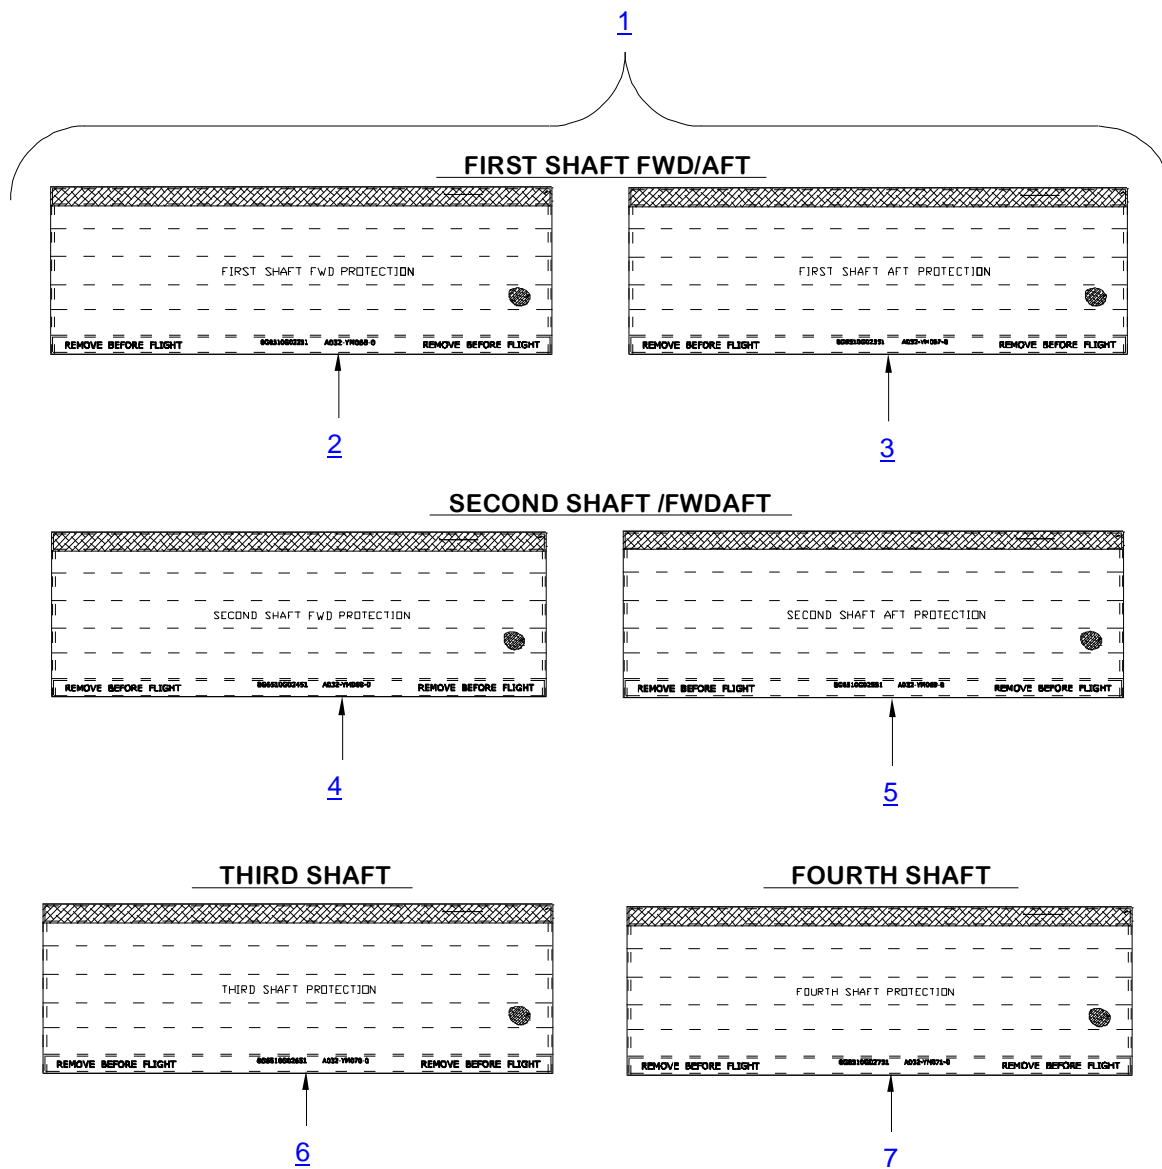 1
FIRST SHAFT FWD/AFT
FIRST SHAFT FWD PROTECTION
REMOVE BEFORE FLIGHT REMOVE BEFORE FLIGHT
2
FIRST SHAFT AFT PROTECTION
REMOVE BEFORE FLIGHT REMOVE BEFORE FLIGHT
3
SECOND SHAFT /FWDAFT
SECOND SHAFT FWD PROTECTION
REMOVE BEFORE FLIGHT REMOVE BEFORE FLIGHT
4
SECOND SHAFT AFT PROTECTION
REMOVE BEFORE FLIGHT REMOVE BEFORE FLIGHT
5
THIRD SHAFT
THIRD SHAFT PROTECTION
REMOVE BEFORE FLIGHT REMOVE BEFORE FLIGHT
6
FOURTH SHAFT
FOURTH SHAFT PROTECTION
REMOVE BEFORE FLIGHT REMOVE BEFORE FLIGHT
7